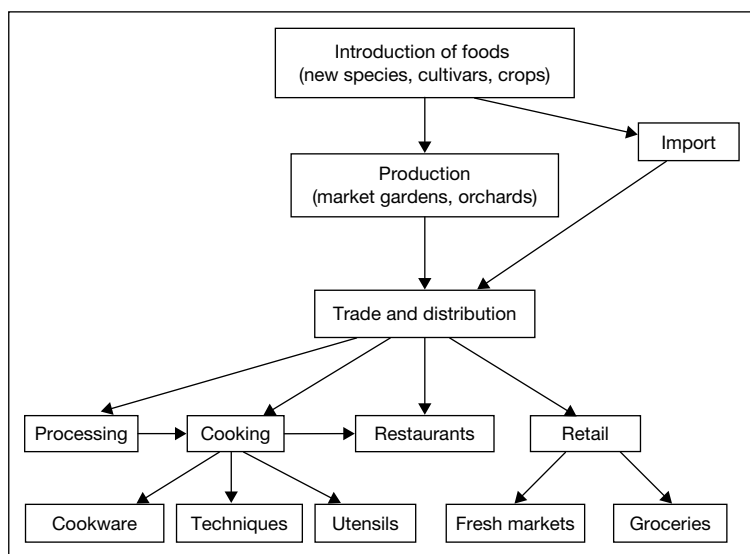 Introduction of foods
(new species, cultivars, crops)
Import
Production
(market gardens, orchards)
Trade and distribution
Processing
Cooking
Restaurants
Retail
Cookware
Techniques
Utensils
Fresh markets
Groceries